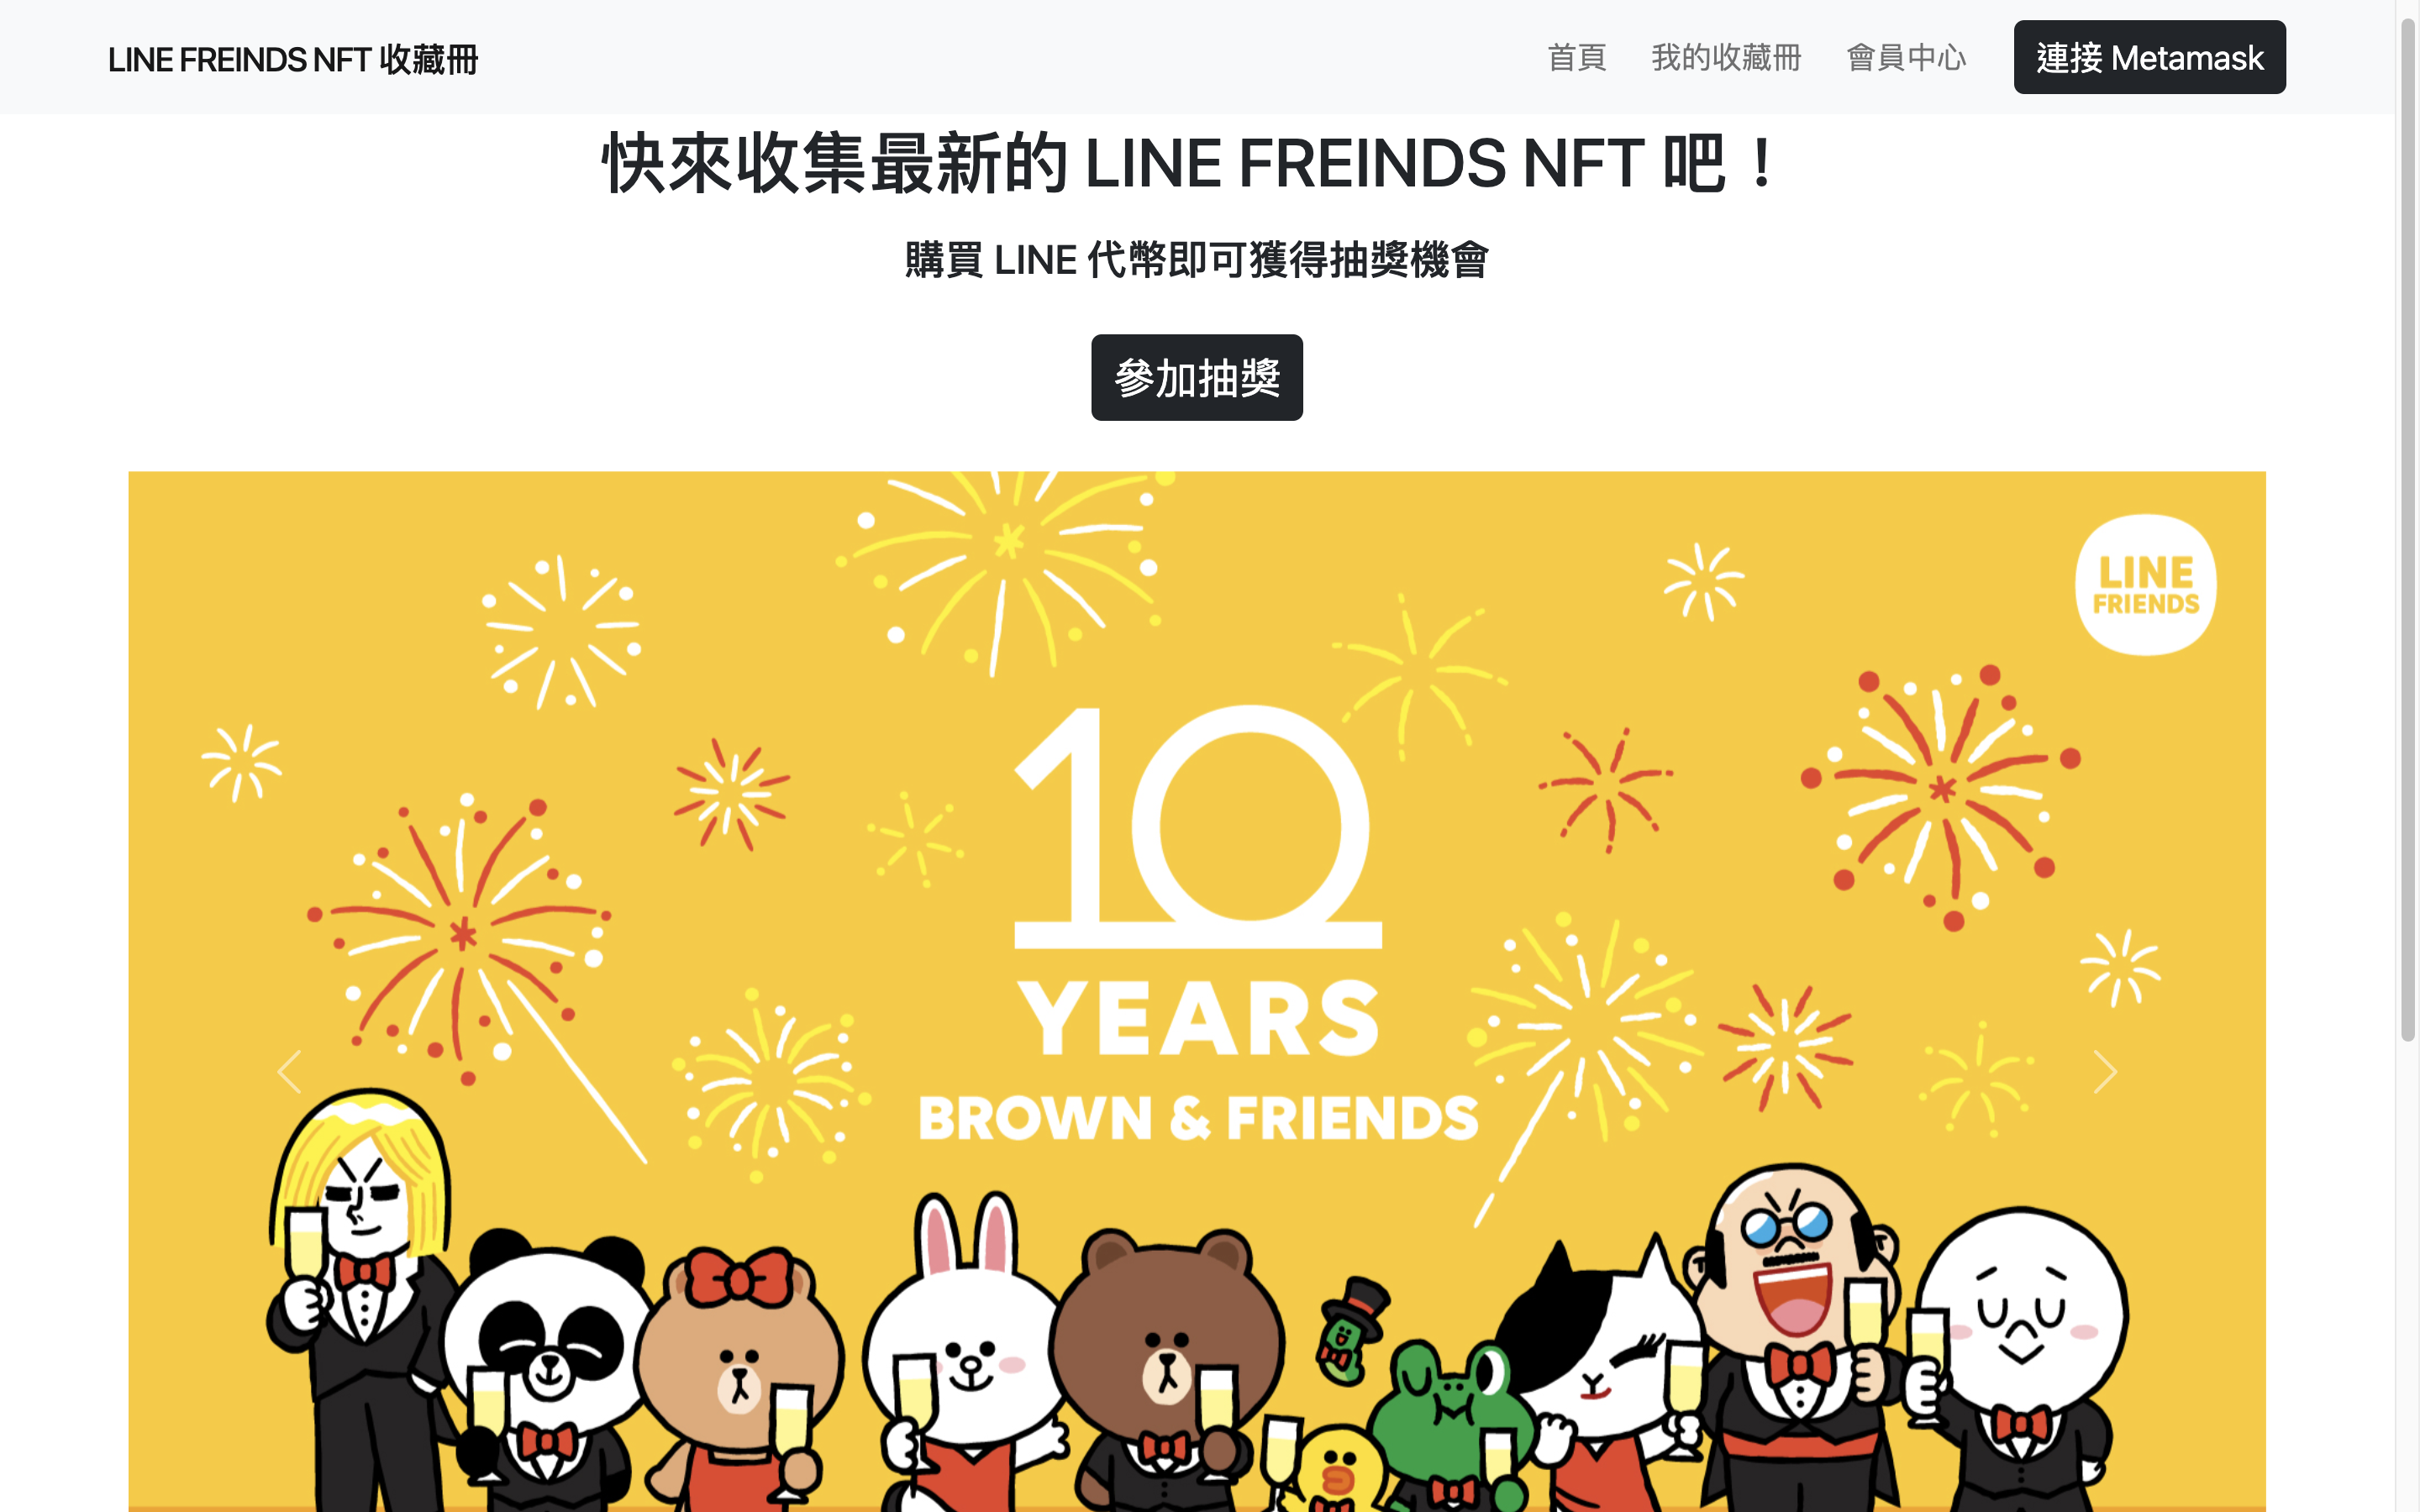 LINE FREINDS NFT 收藏冊
首頁 我的收藏冊 會員中心 連接 Metamask
快來收集最新的 LINE FREINDS NFT 吧！
購買 LINE 代幣即可獲得抽獎機會
參加抽獎
LINE
FRIENDS
10
YEARS
BROWN & FRIENDS